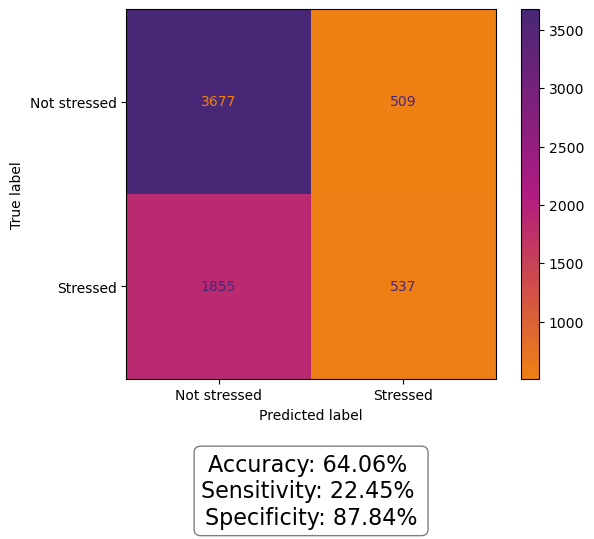 True label
Not stressed
3677 509
Stressed
1855 537
Not stressed Stressed
Predicted label
3500
3000
2500
2000
1500
1000
Accuracy: 64.06%
Sensitivity: 22.45%
Specificity: 87.84%